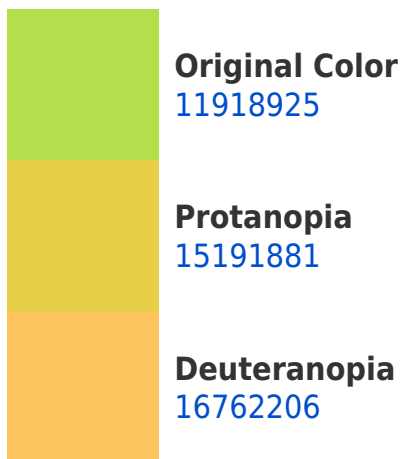 Original Color
11918925
Protanopia
15191881
Deuteranopia
16762206